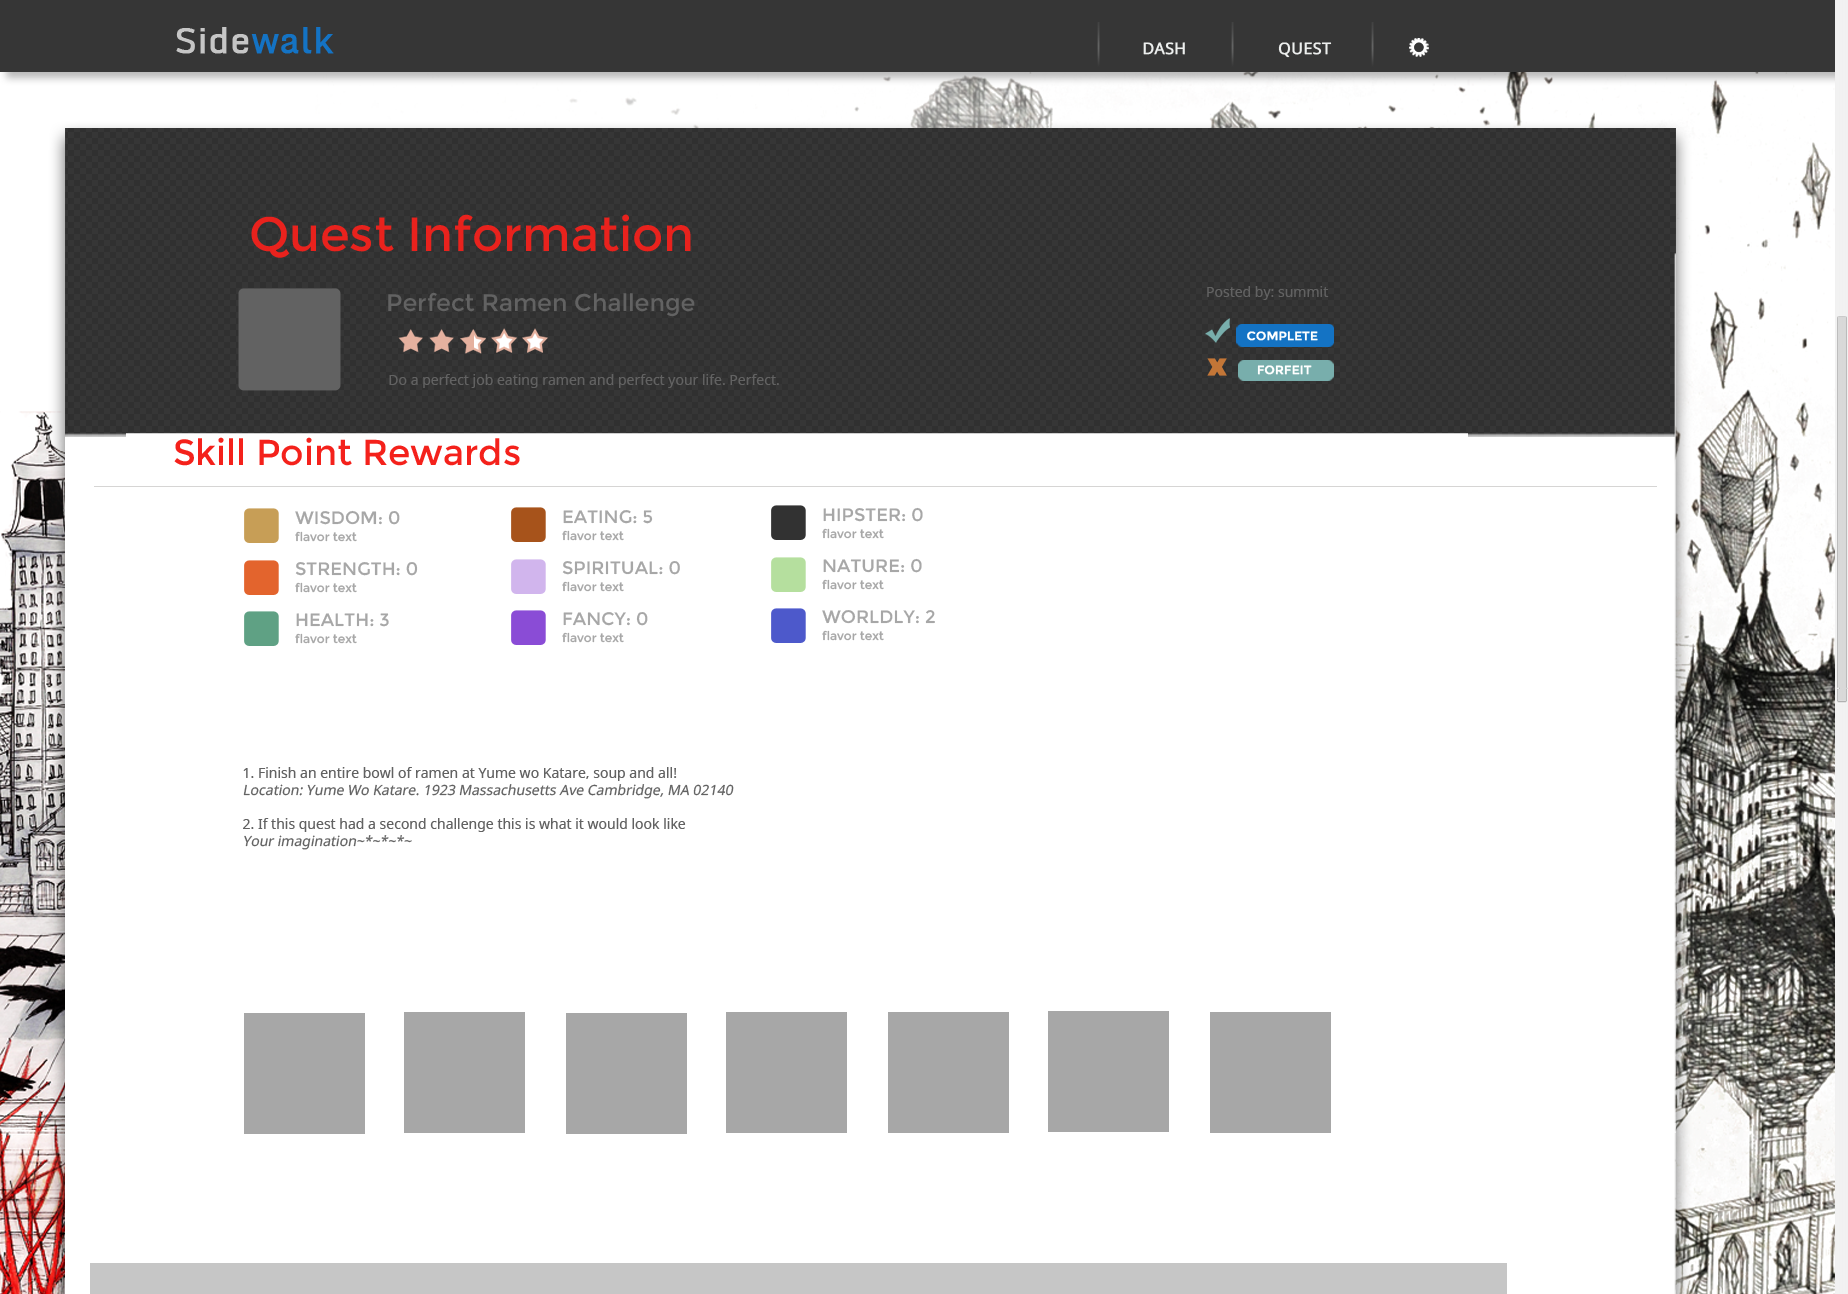 Sidewalk
DASH
QUEST
Quest Information
Perfect Ramen Challenge
Do a perfect job eating ramen and perfect your life. Perfect.
Posted by: summit
COMPLETE
FORFEIT
Skill Point Rewards
WISDOM: 0
flavor text
EATING: 5
flavor text
HIPSTER: 0
flavor text
STRENGTH: 0
flavor text
SPIRITUAL: 0
flavor text
NATURE: 0
flavor text
HEALTH: 3
flavor text
FANCY: 0
flavor text
WORLDLY: 2
flavor text
1. Finish an entire bowl of ramen at Yume wo Katare, soup and all!
Location: Yume Wo Katare. 1923 Massachusetts Ave Cambridge, MA 02140
2. If this quest had a second challenge this is what it would look like
Your imagination~*~*~*~